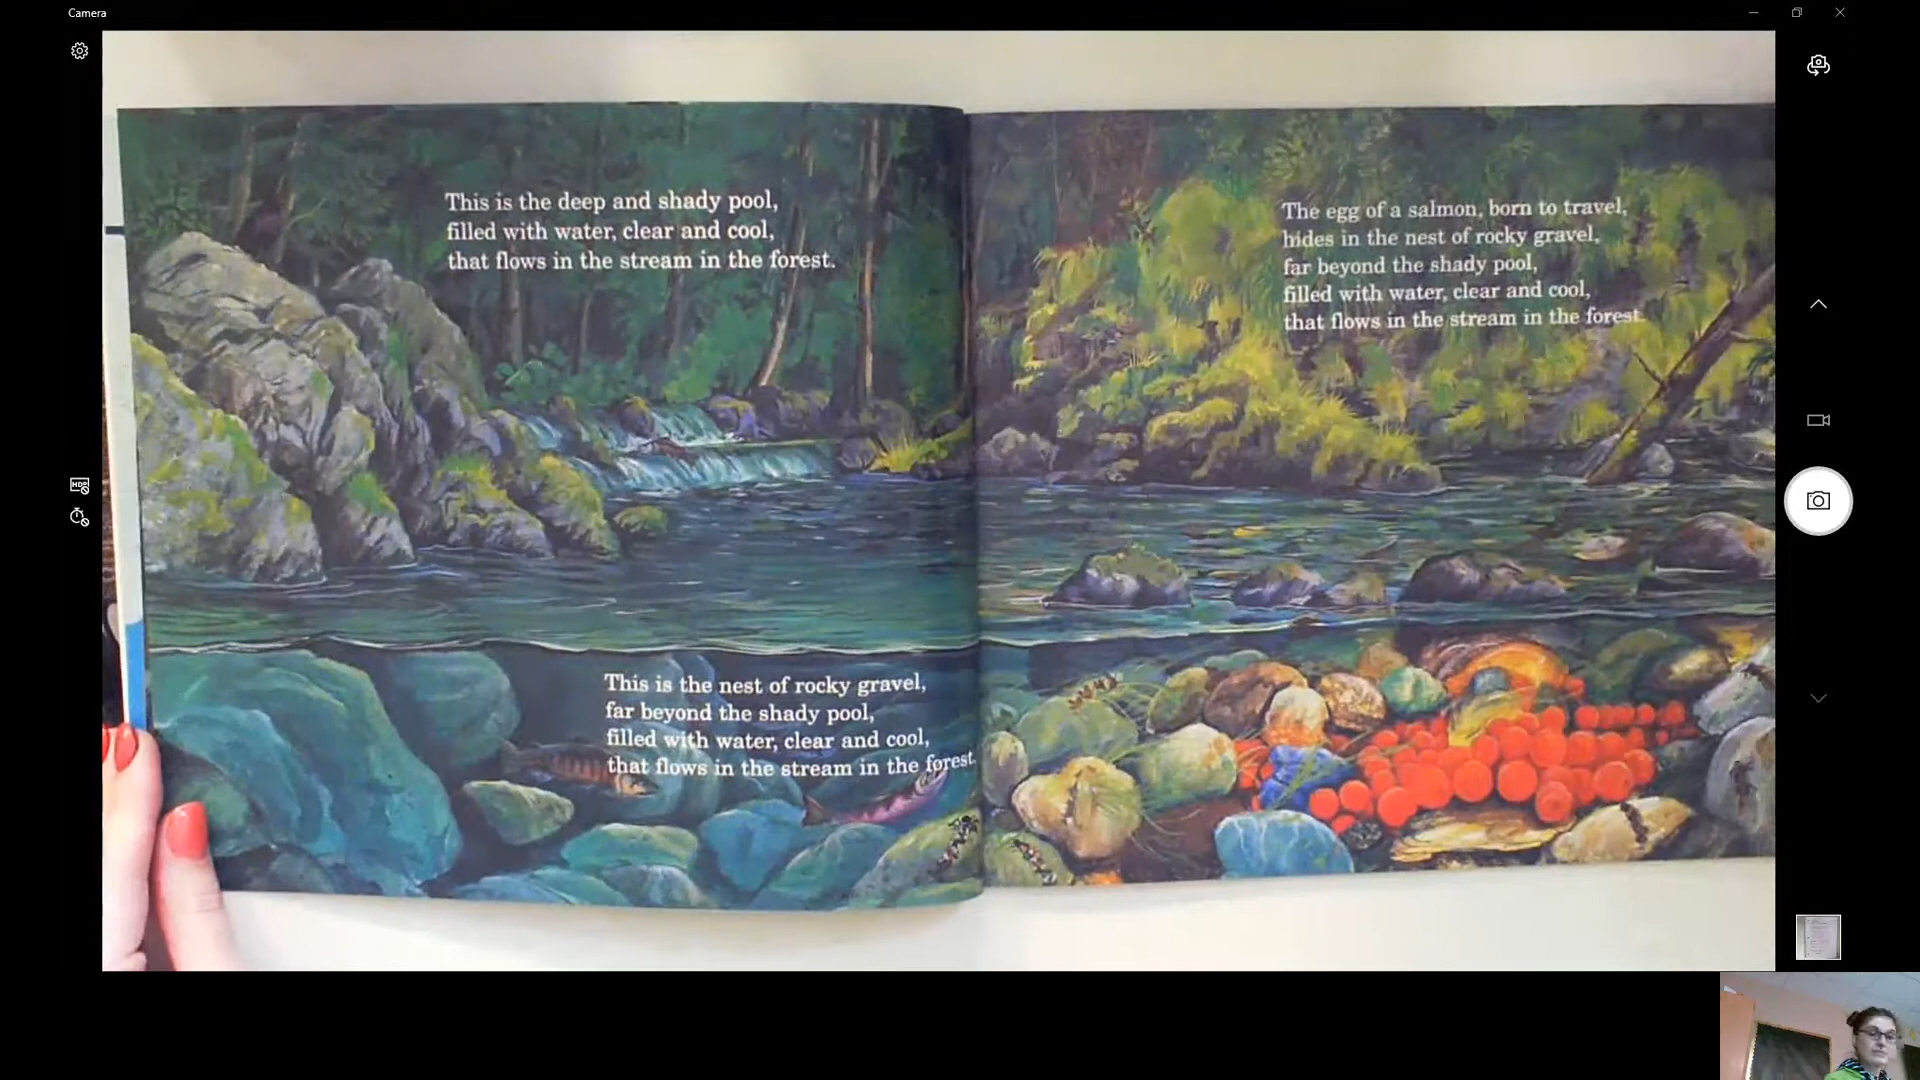 Camera
This is the deep and shady pool,
filled with water, clear and cool,
that flows in the stream in the forest.
This is the nest of rocky gravel,
far beyond the shady pool,
filled with water, clear and cool,
that flows in the stream in the forest.
The egg of a salmon, born to travel,
hides in the nest of rocky gravel,
far beyond the shady pool,
filled with water, clear and cool,
that flows in the stream in the forest.
HDR